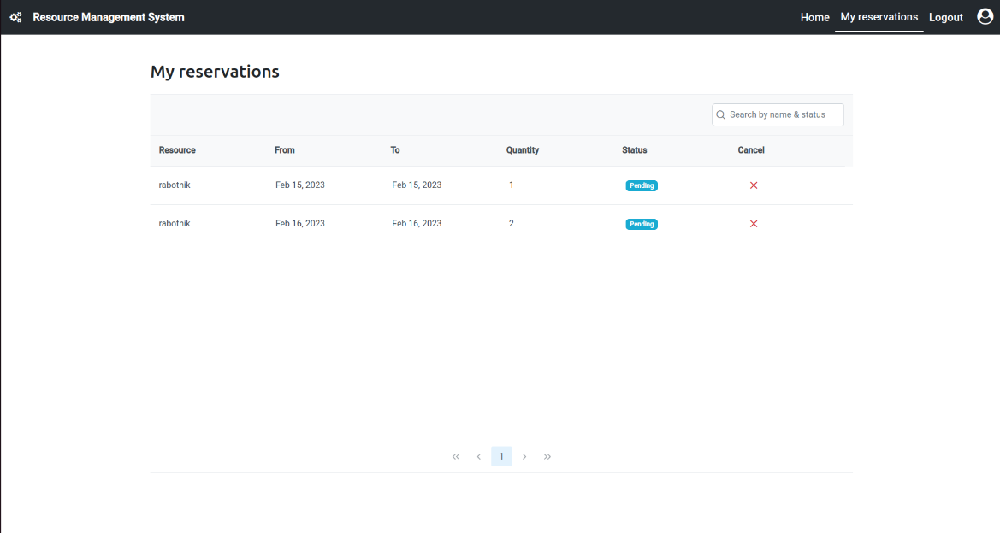 Resource Management System Home My reservations Logout
My reservations
Search by name & status
Resource From To Quantity Status Cancel
rabotnik Feb 15, 2023 Feb 15, 2023 1 Pending
rabotnik Feb 16, 2023 Feb 16, 2023 2 Pending
1